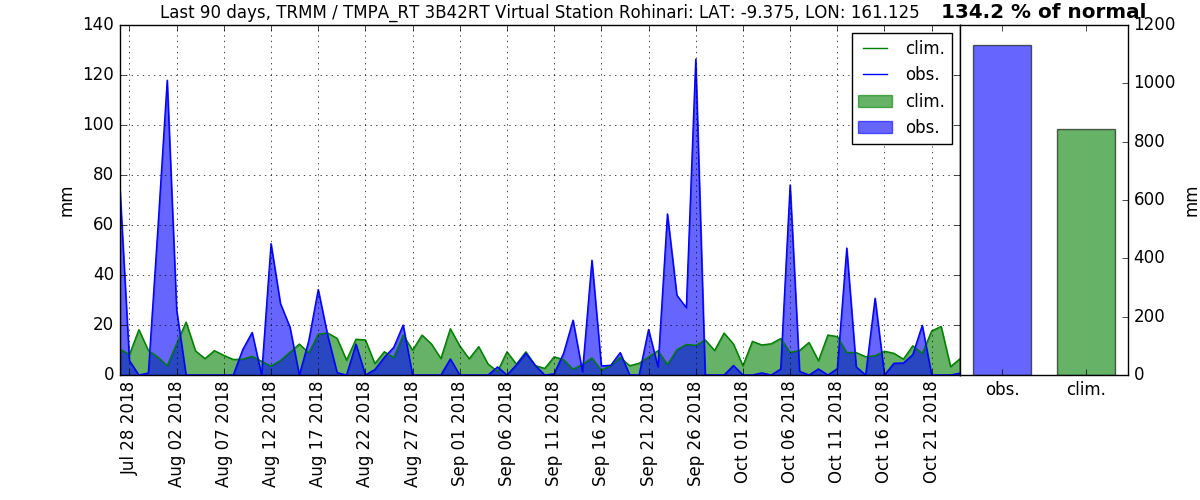 Last 90 days, TRMM / TMPA_RT 3B42RT Virtual Station Rohinari: LAT: -9.375, LON: 161.125
134.2 % of normal
140
120
100
80
60
40
20
0
mm
clim.
obs.
clim.
obs.
Jul 28 2018
Aug 02 2018
Aug 07 2018
Aug 12 2018
Aug 17 2018
Aug 22 2018
Aug 27 2018
Sep 01 2018
Sep 06 2018
Sep 11 2018
Sep 16 2018
Sep 21 2018
Sep 26 2018
Oct 01 2018
Oct 06 2018
Oct 11 2018
Oct 16 2018
Oct 21 2018
1200
1000
800
600
400
200
0
mm
obs.
clim.